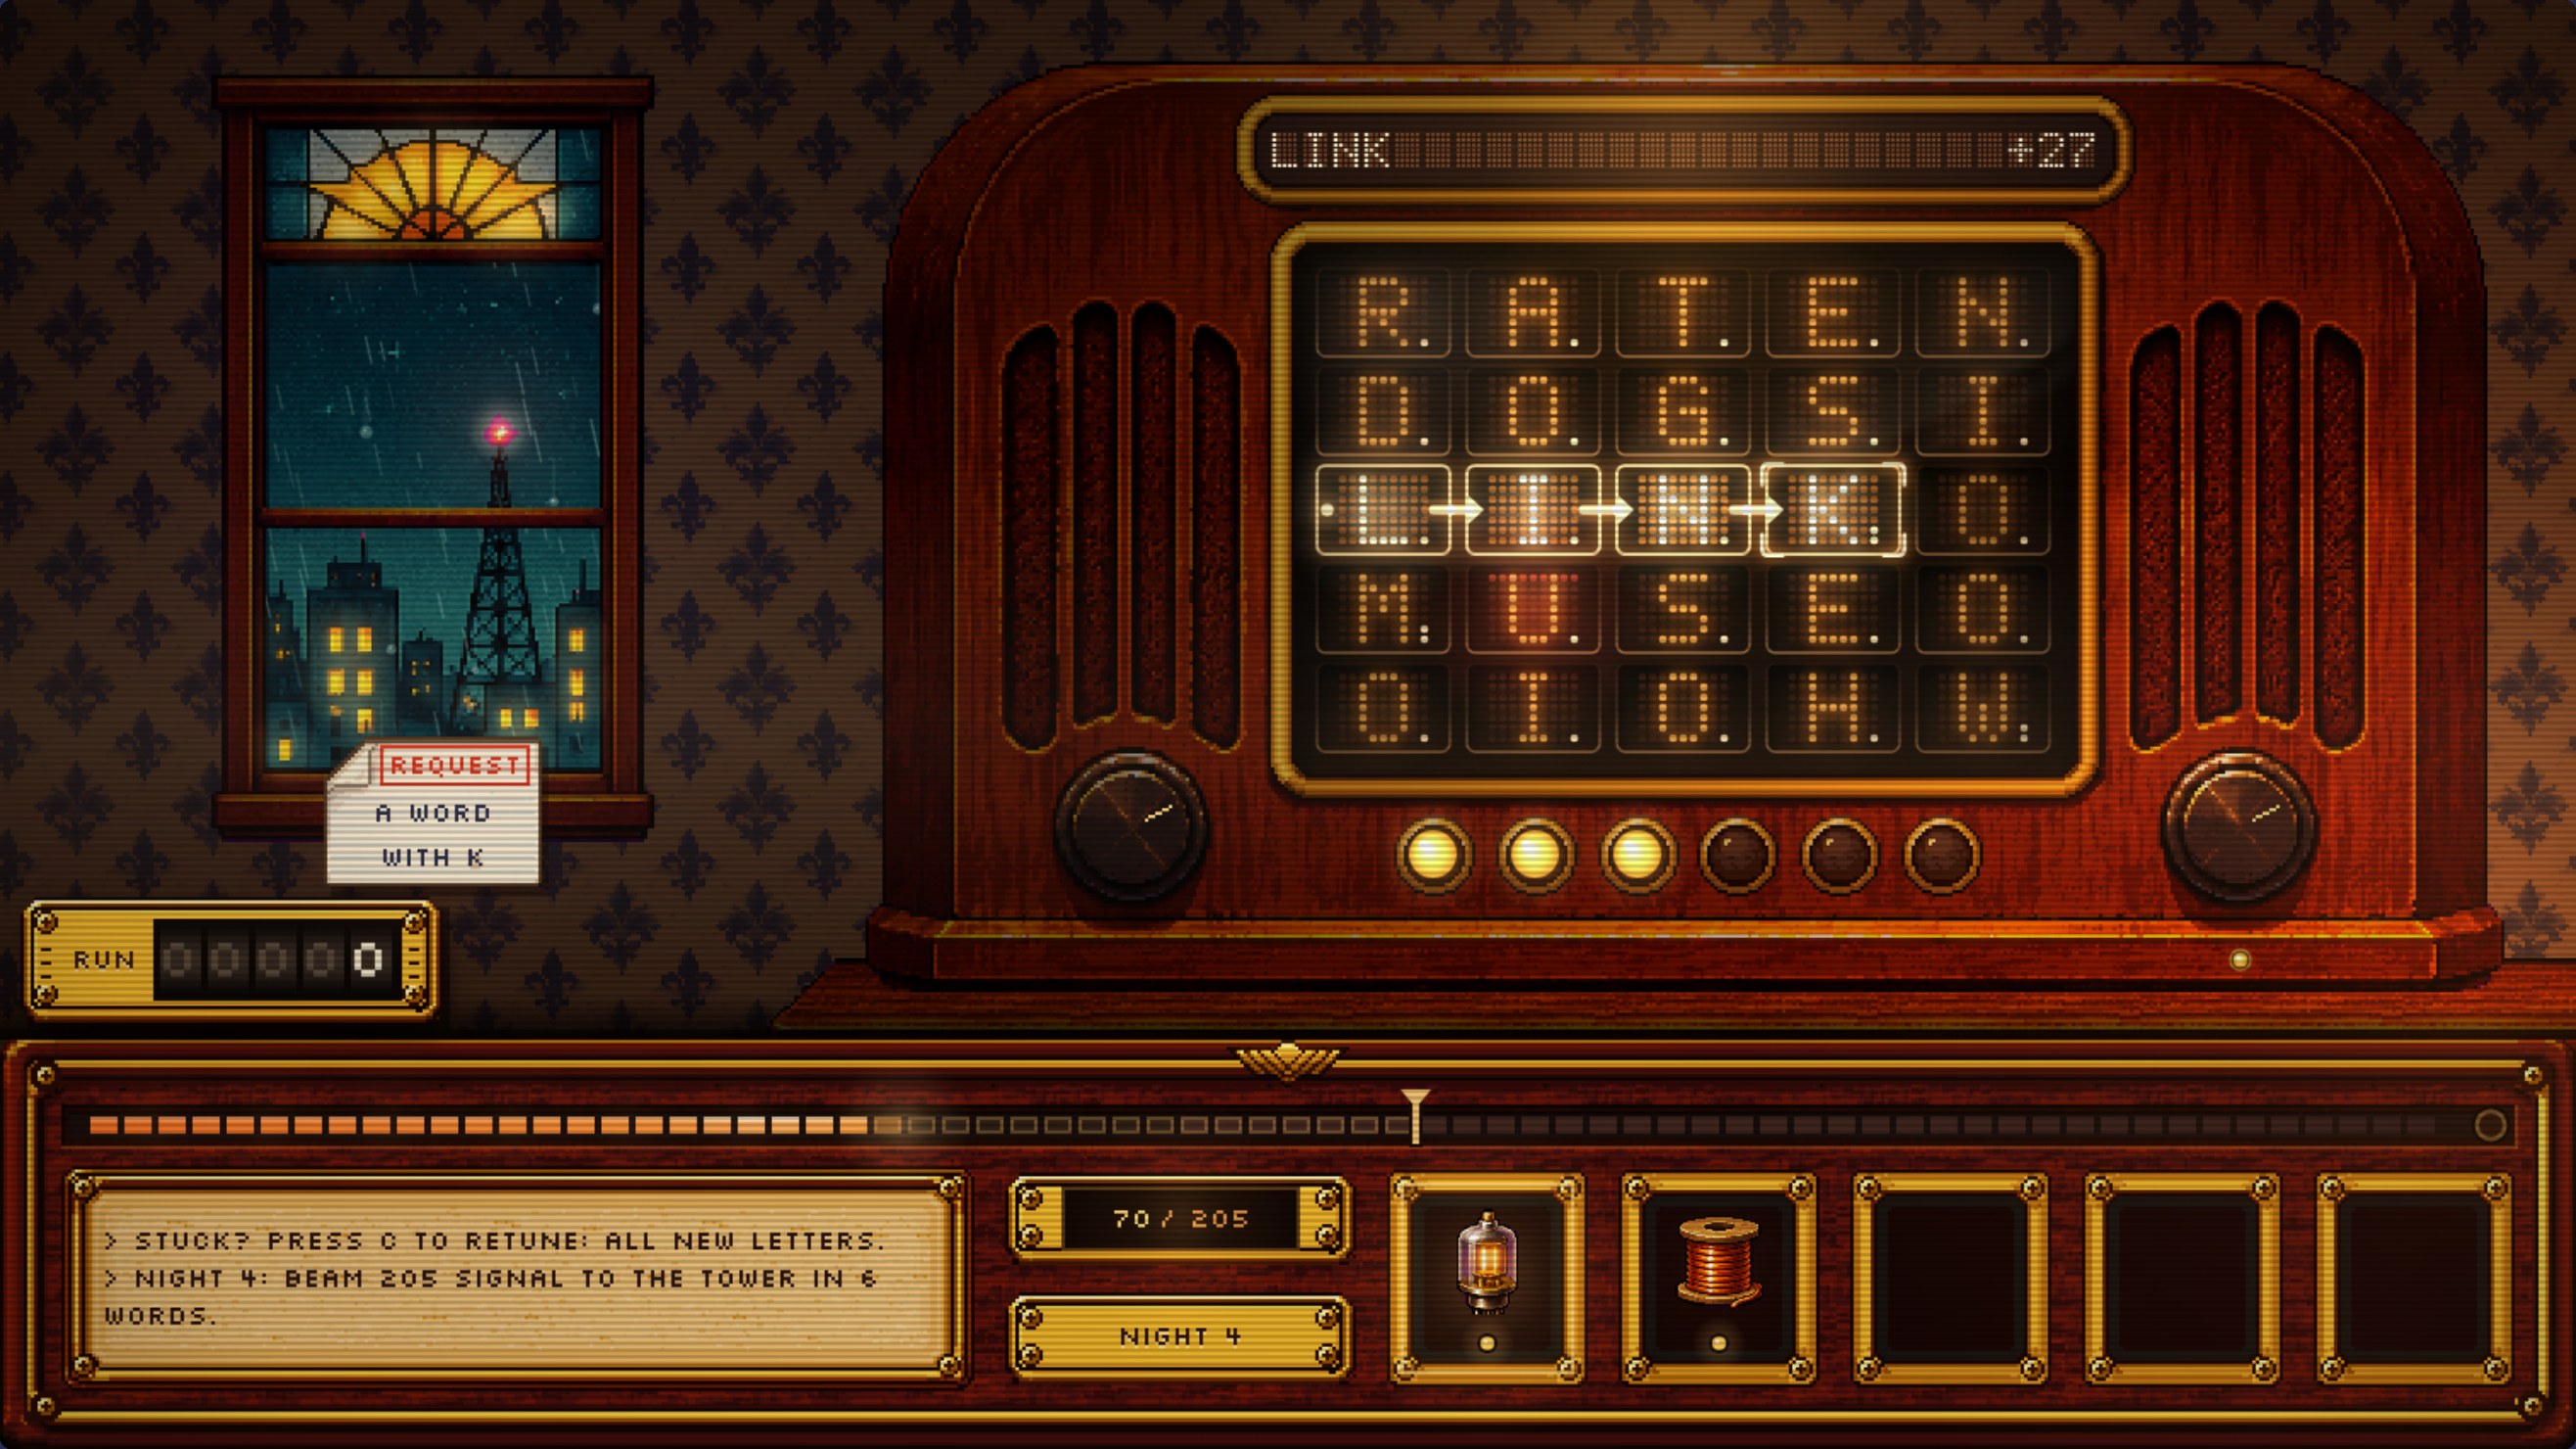 LINK +27
R. A. T. E. N.
D. O. G. S. I.
L. I. N. K. O.
M. U. S. E. O.
O. I. O. H. W.
REQUEST
A WORD
WITH K
RUN 00000
> STUCK? PRESS C TO RETUNE: ALL NEW LETTERS.
> NIGHT 4: BEAM 205 SIGNAL TO THE TOWER IN 6
WORDS.
70 / 205
NIGHT 4